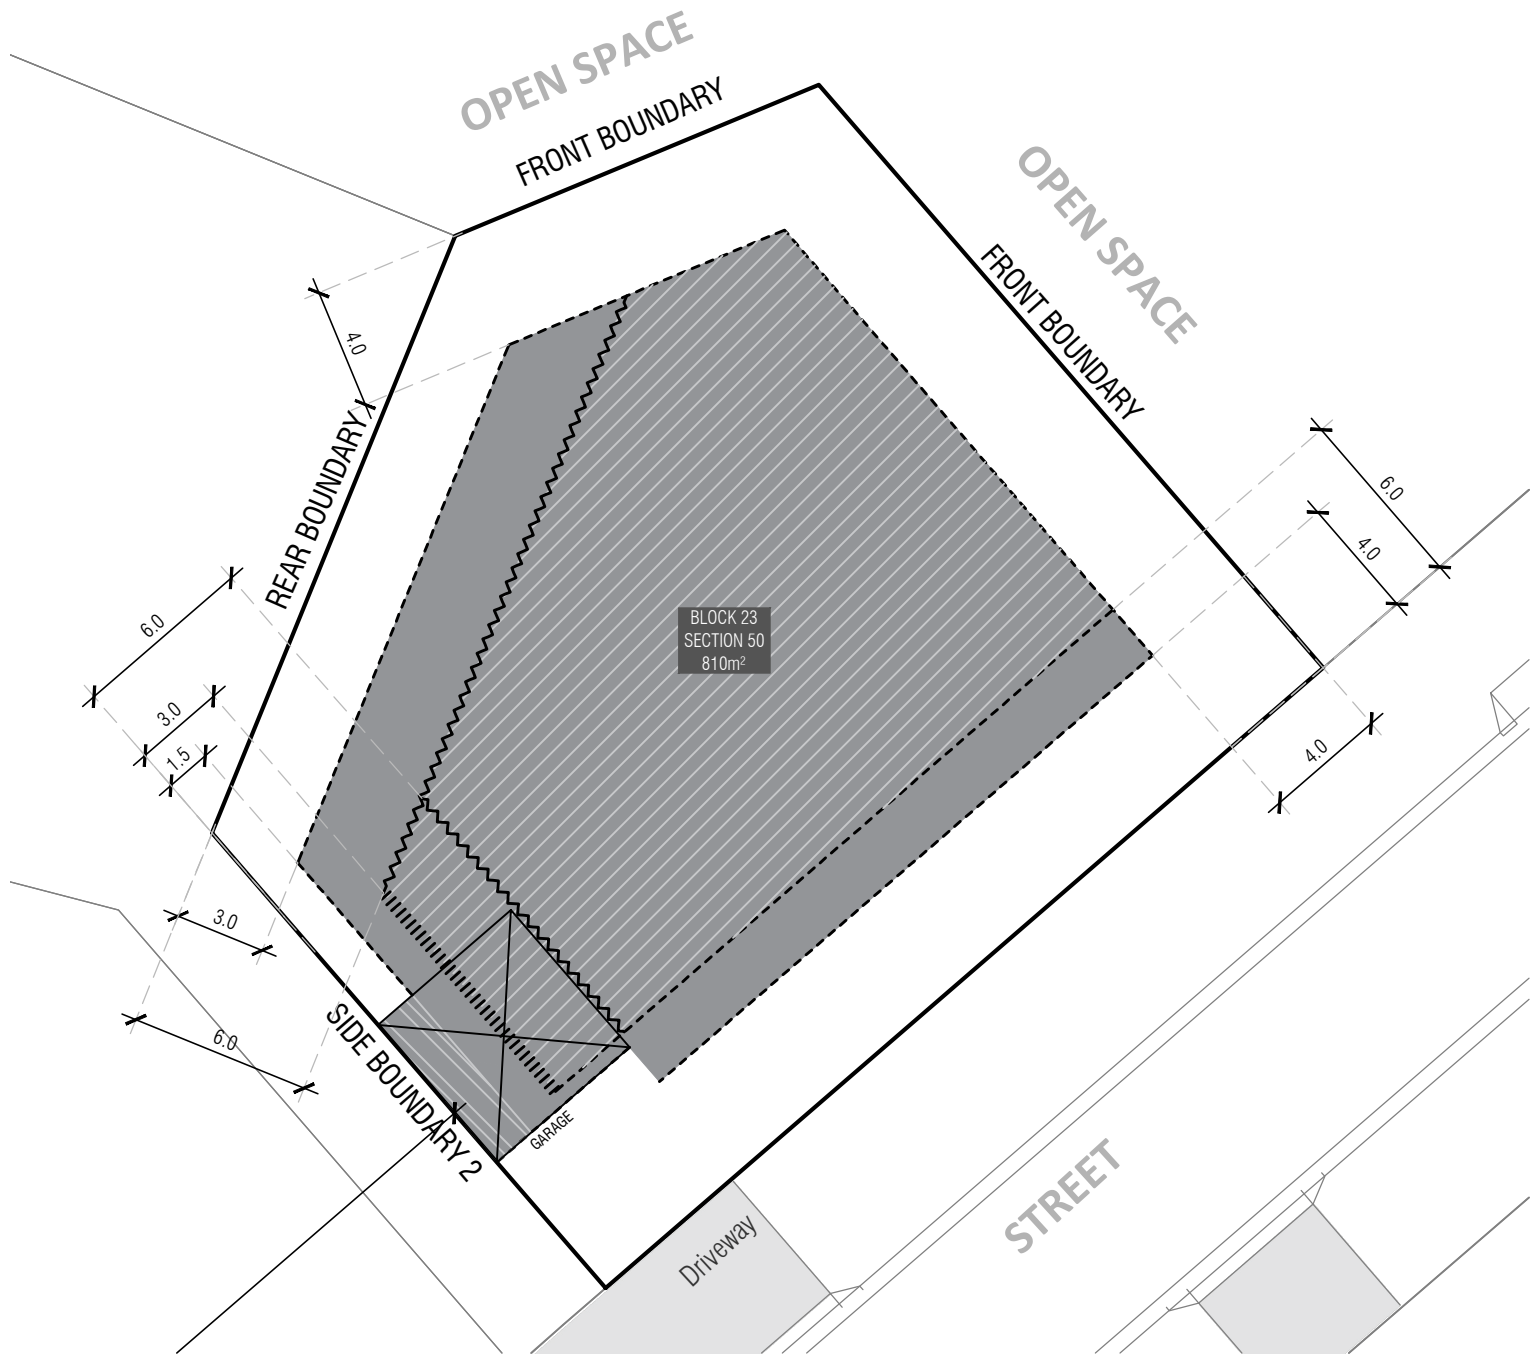 OPEN SPACE
FRONT BOUNDARY
OPEN SPACE
FRONT BOUNDARY
4.0
REAR BOUNDARY
6.0
4.0
6.0
3.0
1.5
BLOCK 23
SECTION 50
810m²
4.0
3.0
6.0
SIDE BOUNDARY 2
GARAGE
Driveway
STREET